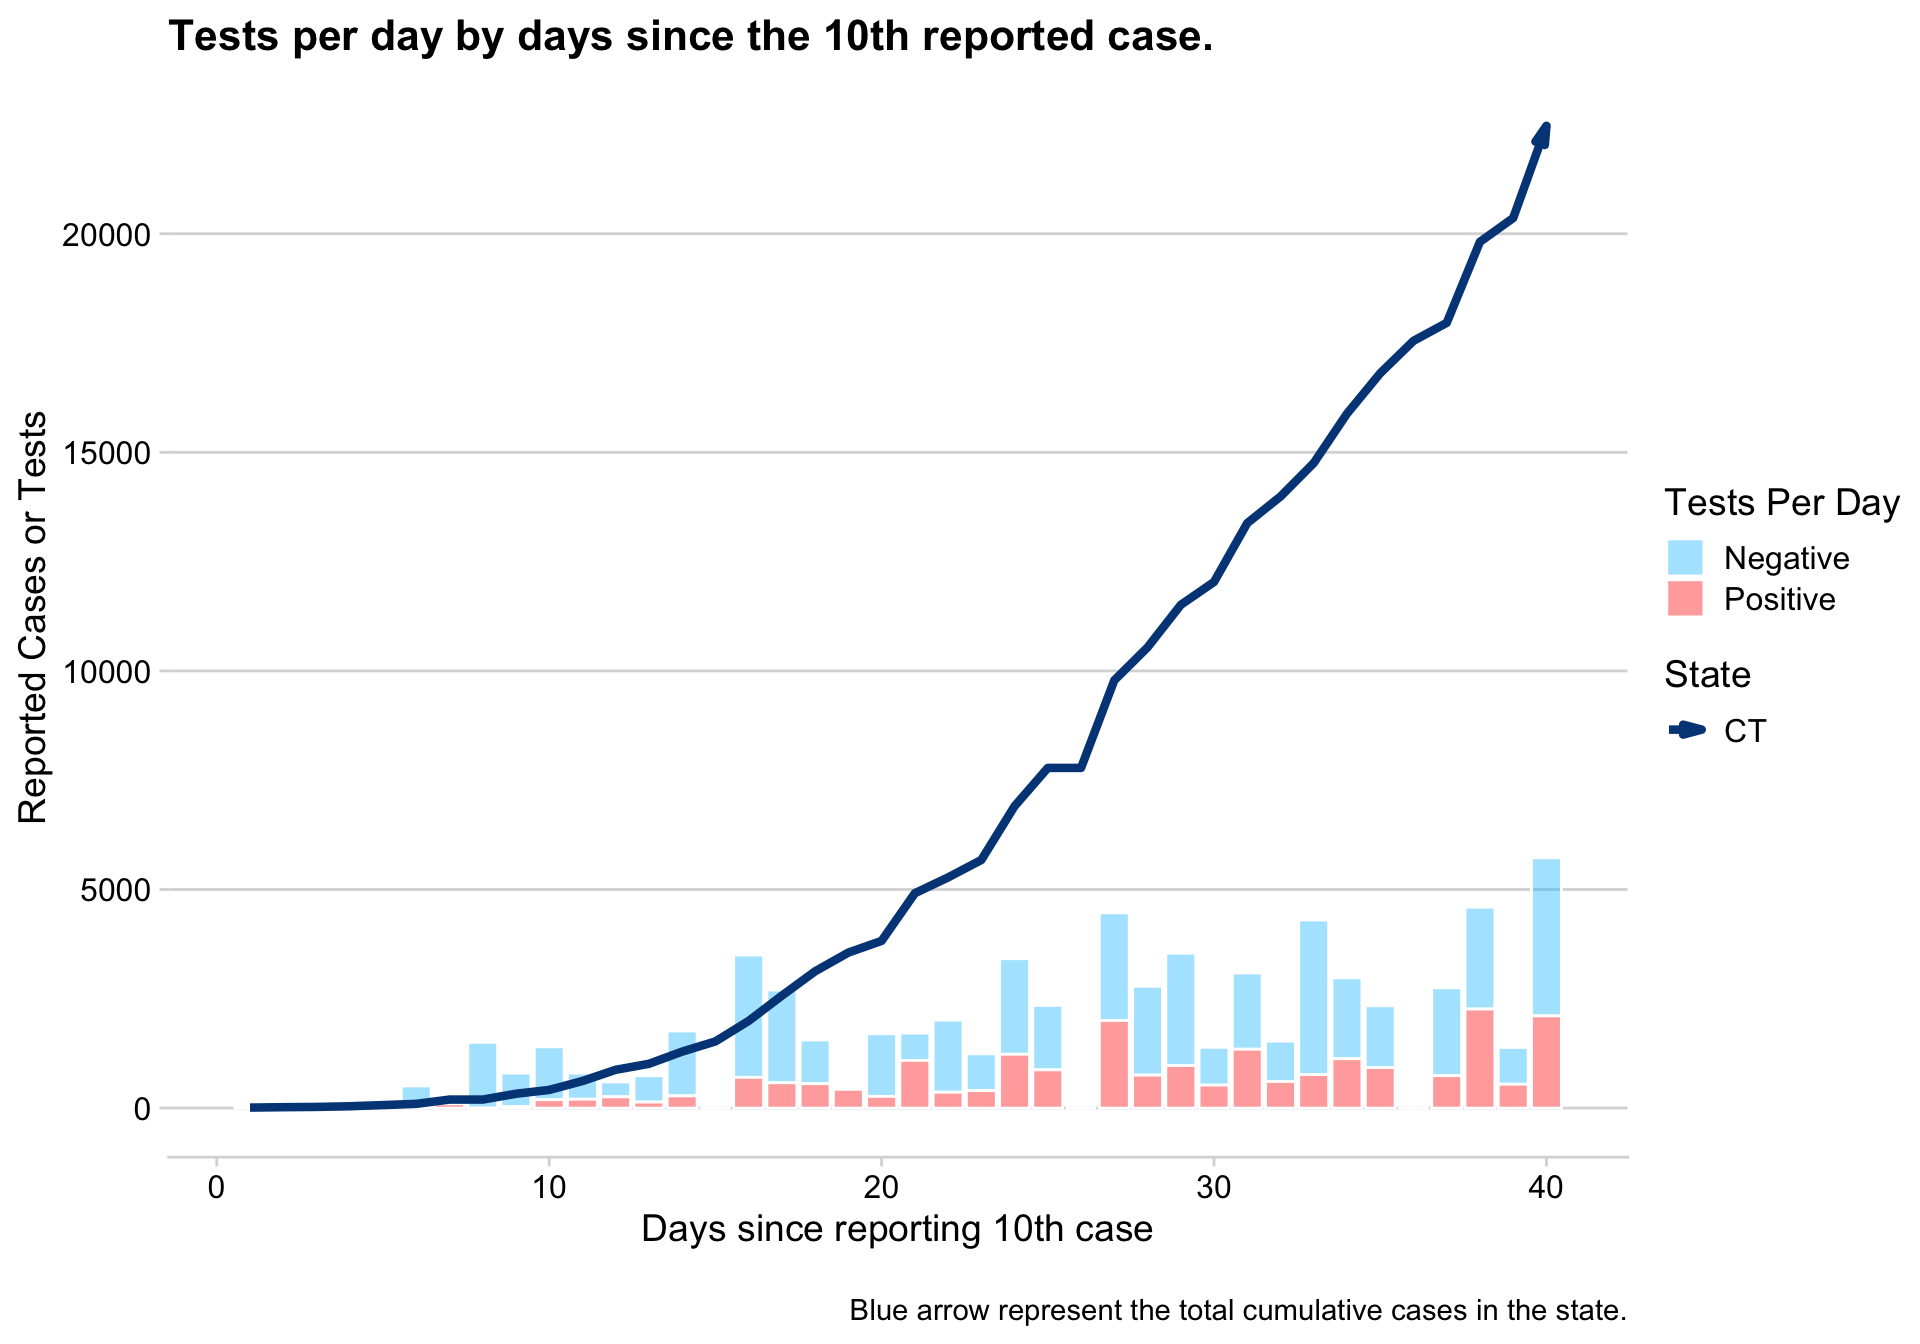 Tests per day by days since the 10th reported case.
Reported Cases or Tests
20000
15000
10000
5000
0
0 10 20 30 40
Days since reporting 10th case
Tests Per Day
Negative
Positive
State
CT
Blue arrow represent the total cumulative cases in the state.